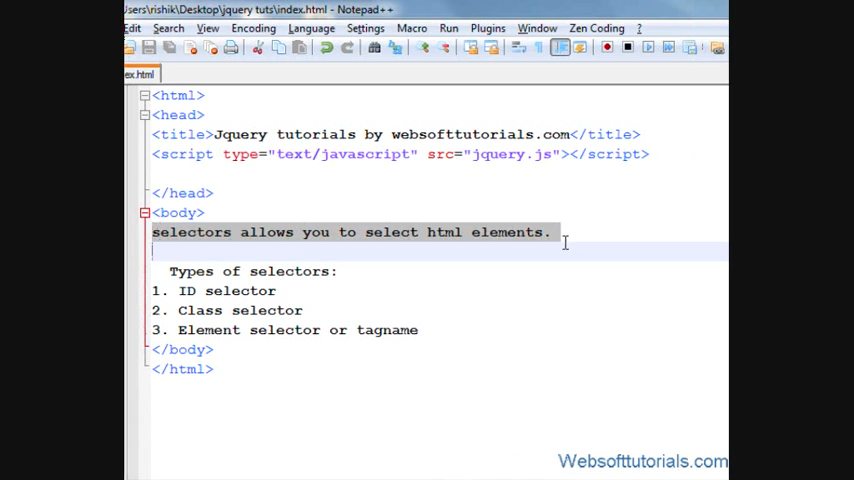 sers\rishik\Desktop\jquery tuts\index.html - Notepad++
Edit Search View Encoding Language Settings Macro Run Plugins Window Zen Coding ?
ex.html
<html>
<head>
<title>Jquery tutorials by websofttutorials.com</title>
<script type="text/javascript" src="jquery.js"></script>
</head>
<body>
selectors allows you to select html elements.
Types of selectors:
1. ID selector
2. Class selector
3. Element selector or tagname
</body>
</html>
Websofttutorials.com